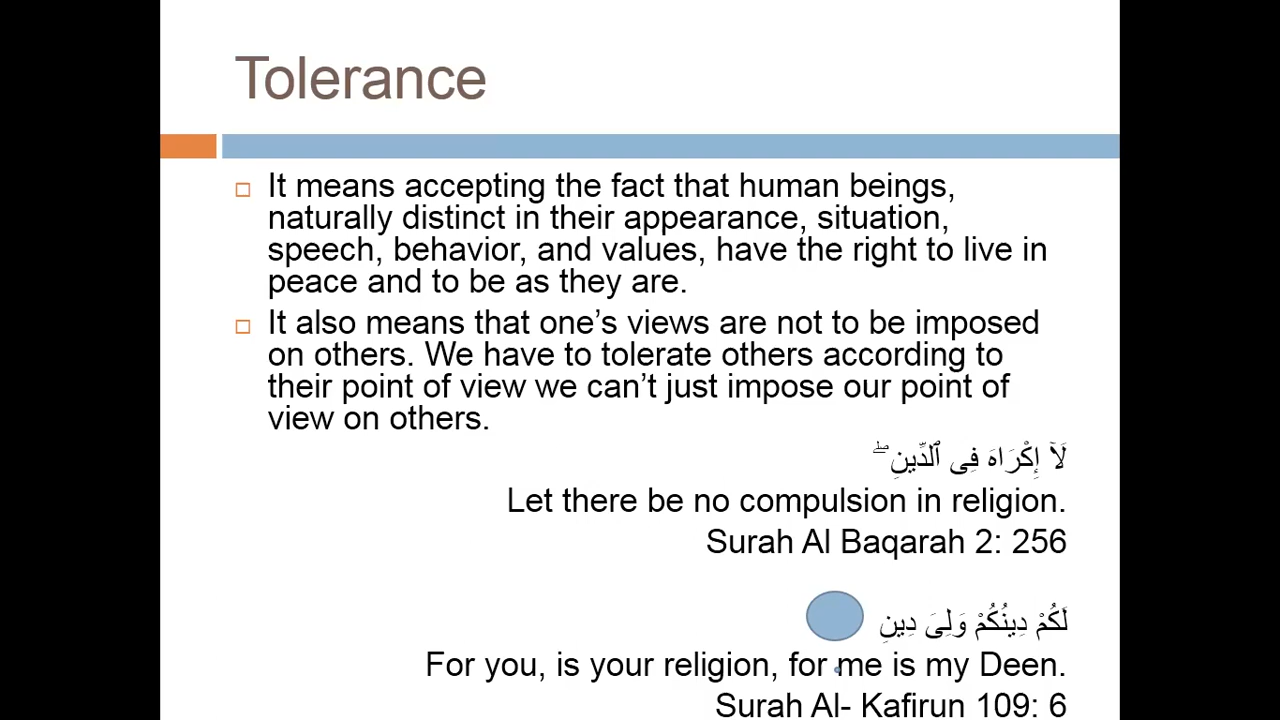 Tolerance
It means accepting the fact that human beings,
naturally distinct in their appearance, situation,
speech, behavior, and values, have the right to live in
peace and to be as they are.
It also means that one’s views are not to be imposed
on others. We have to tolerate others according to
their point of view we can’t just impose our point of
view on others.
لَآ إِكْرَاهَ فِى ٱلدِّينِ ۖ
Let there be no compulsion in religion.
Surah Al Baqarah 2: 256
لَكُمْ دِينُكُمْ وَلِىَ دِينِ
For you, is your religion, for me is my Deen.
Surah Al- Kafirun 109: 6